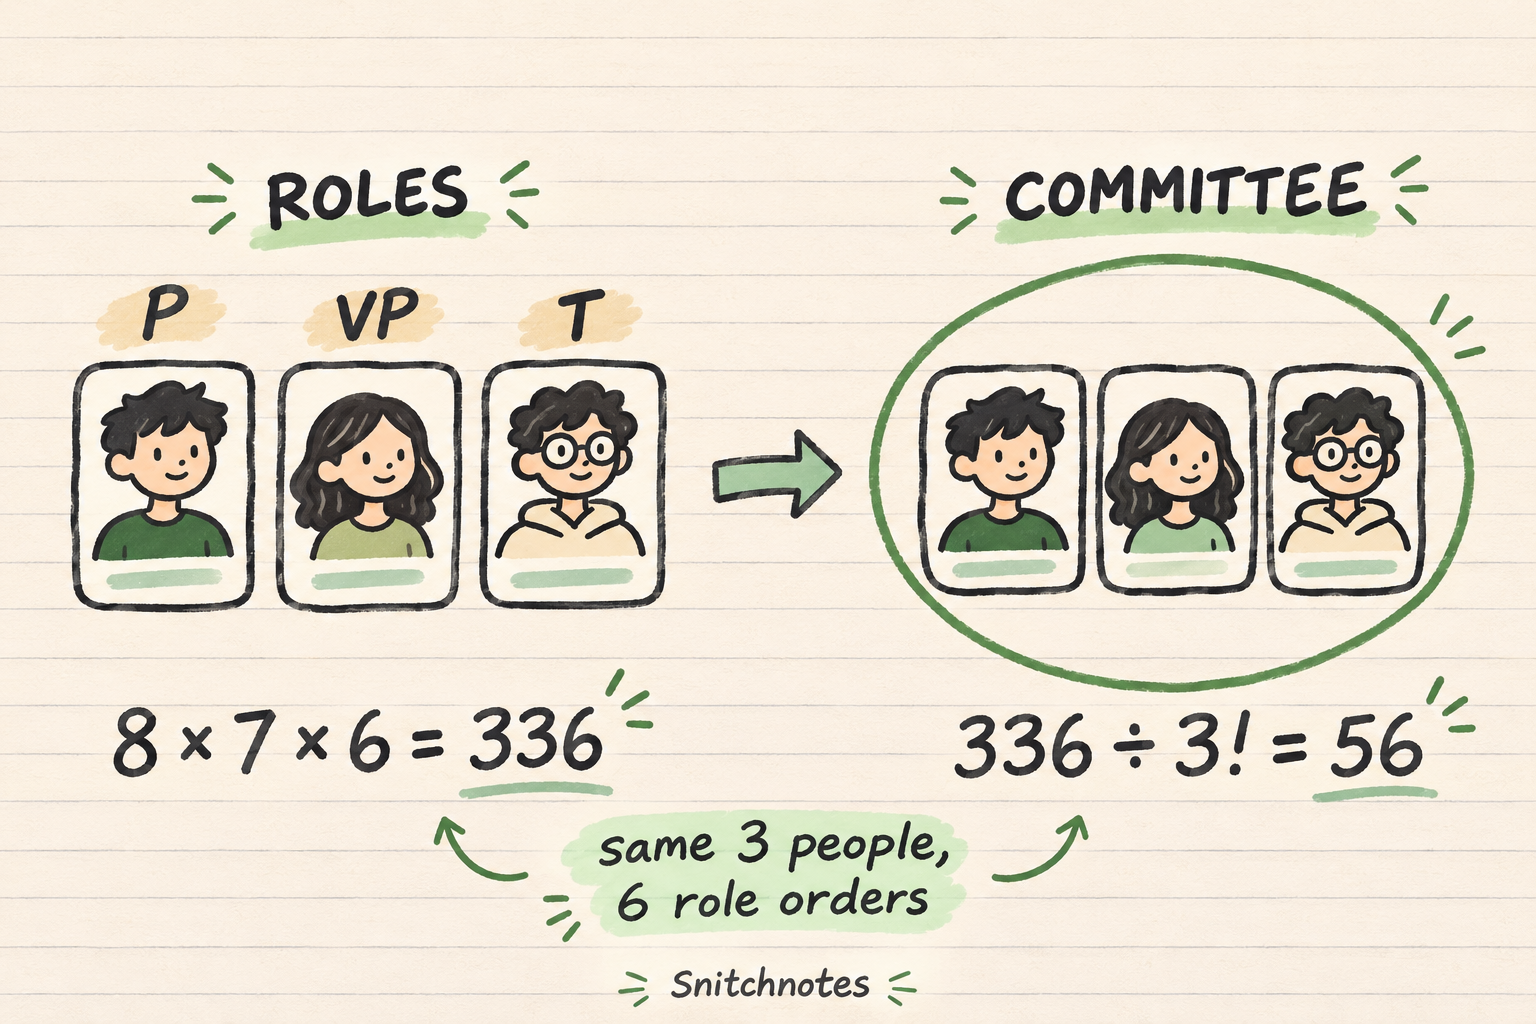 ROLES
COMMITTEE
P VP T
8 × 7 × 6 = 336
336 ÷ 3! = 56
same 3 people,
6 role orders
Snitchnotes